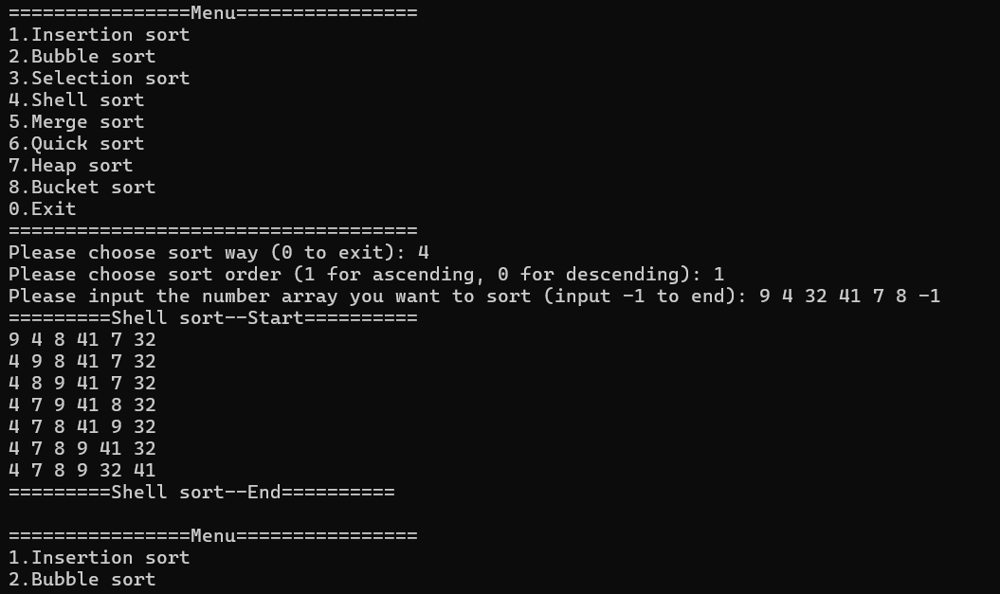 ================Menu================
1.Insertion sort
2.Bubble sort
3.Selection sort
4.Shell sort
5.Merge sort
6.Quick sort
7.Heap sort
8.Bucket sort
0.Exit
====================================
Please choose sort way (0 to exit): 4
Please choose sort order (1 for ascending, 0 for descending): 1
Please input the number array you want to sort (input -1 to end): 9 4 32 41 7 8 -1
=========Shell sort--Start==========
9 4 8 41 7 32
4 9 8 41 7 32
4 8 9 41 7 32
4 7 9 41 8 32
4 7 8 41 9 32
4 7 8 9 41 32
4 7 8 9 32 41
=========Shell sort--End==========

================Menu================
1.Insertion sort
2.Bubble sort